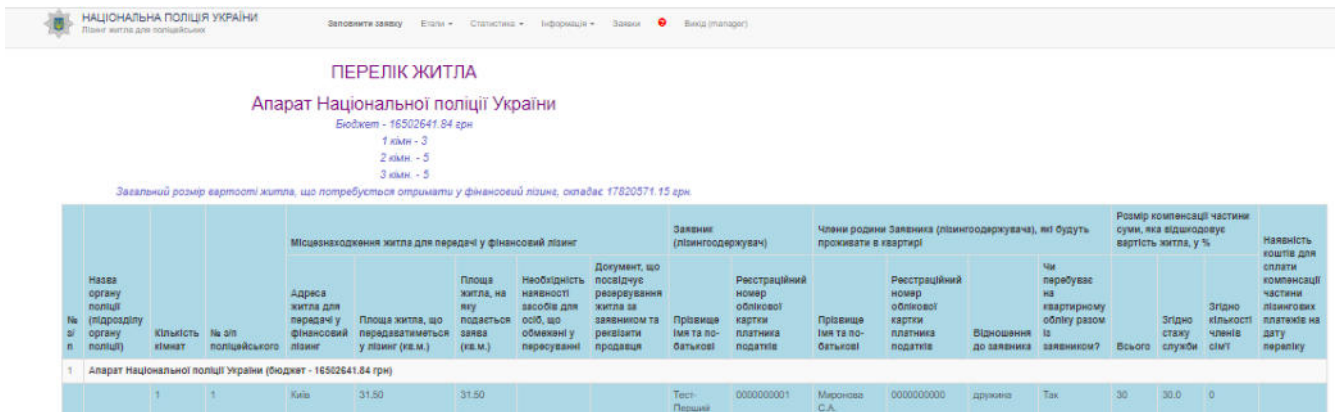 НАЦІОНАЛЬНА ПОЛІЦІЯ УКРАЇНИ
Лізинг житла для поліцейських
Заповнити заявку Етапи Статистика Інформація Заявки ? Вихід (manager)
ПЕРЕЛІК ЖИТЛА
Апарат Національної поліції України
Бюджет - 16502641.84 грн
1 кімн - 3
2 кімн. - 5
3 кімн. - 5
Загальний розмір вартості житла, що потребується отримати у фінансовий лізинг, складає 17820571.15 грн.
№ з/п
Назва органу поліції (підрозділу органу поліції)
Кількість кімнат
№ з/п поліцейського
Місцезнаходження житла для передачі у фінансовий лізинг
Адреса житла для передачі у фінансовий лізинг
Площа житла, що передаватиметься у лізинг (кв.м.)
Площа житла, на яку подається заява (кв.м.)
Необхідність наявності засобів для осіб, що обмежені у пересуванні
Документ, що посвідчує резервування житла за заявником та реквізити продавця
Заявник (лізингоодержувач)
Прізвище Імя та по-батькові
Реєстраційний номер облікової картки платника податків
Члени родини Заявника (лізингоодержувача), які будуть проживати в квартирі
Прізвище Імя та по-батькові
Реєстраційний номер облікової картки платника податків
Відношення до заявника
Чи перебуває на квартирному обліку разом із заявником?
Розмір компенсації частини суми, яка відшкодовує вартість житла, у %
Всього
Згідно стажу служби
Згідно кількості членів сім'ї
Наявність коштів для сплати компенсації частини лізингових платежів на дату переліку
1 Апарат Національної поліції України (бюджет - 16502641.84 грн)
1 1 Київ 31.50 31.50 Тест-Перший 0000000001 Миронова С.А. 0000000000 дружина Так 30 30.0 0